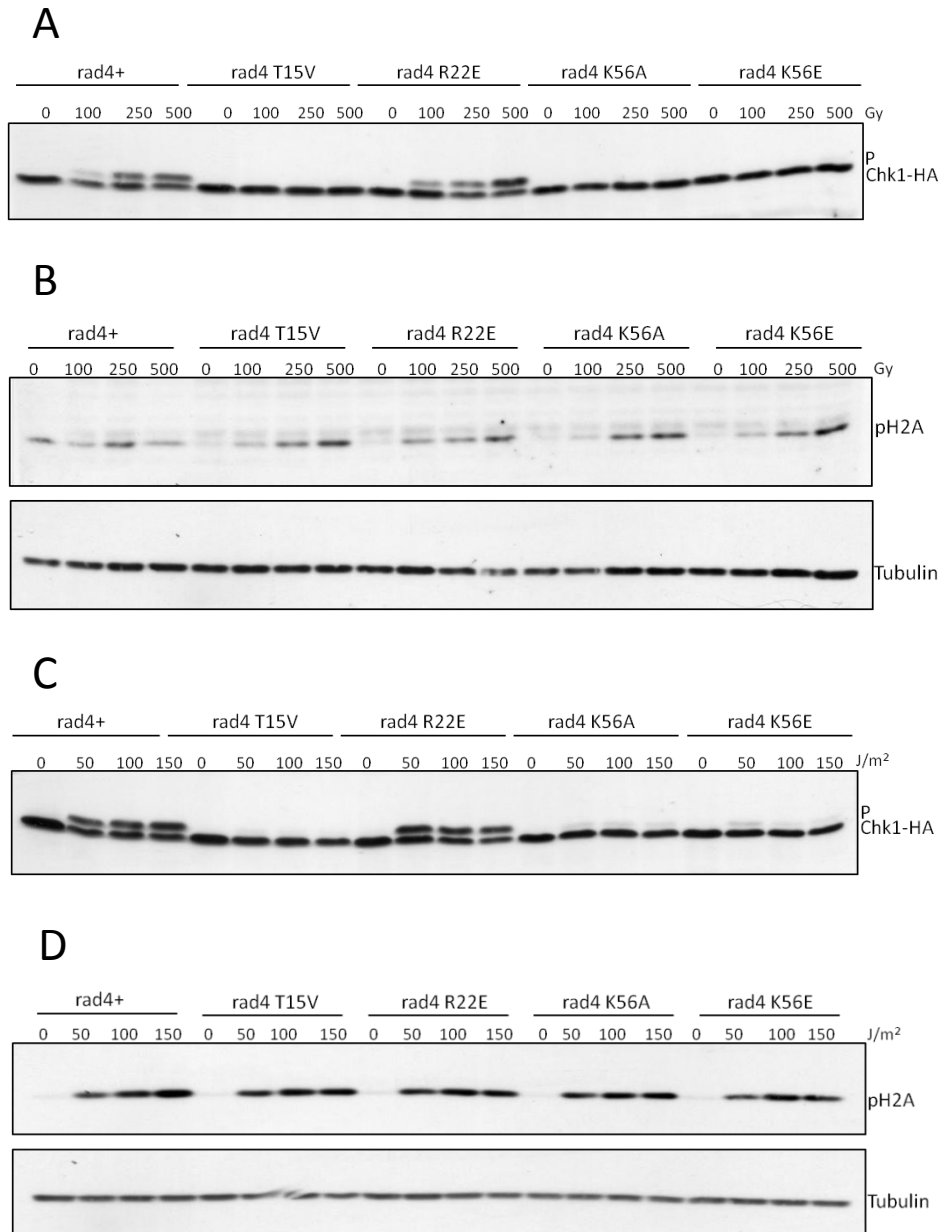 A
rad4+ rad4 T15V rad4 R22E rad4 K56A rad4 K56E
0 100 250 500 0 100 250 500 0 100 250 500 0 100 250 500 0 100 250 500 Gy
P
Chk1-HA
B
rad4+ rad4 T15V rad4 R22E rad4 K56A rad4 K56E
0 100 250 500 0 100 250 500 0 100 250 500 0 100 250 500 0 100 250 500 Gy
pH2A
Tubulin
C
rad4+ rad4 T15V rad4 R22E rad4 K56A rad4 K56E
0 50 100 150 0 50 100 150 0 50 100 150 0 50 100 150 0 50 100 150 J/m²
P
Chk1-HA
D
rad4+ rad4 T15V rad4 R22E rad4 K56A rad4 K56E
0 50 100 150 0 50 100 150 0 50 100 150 0 50 100 150 0 50 100 150 J/m²
pH2A
Tubulin